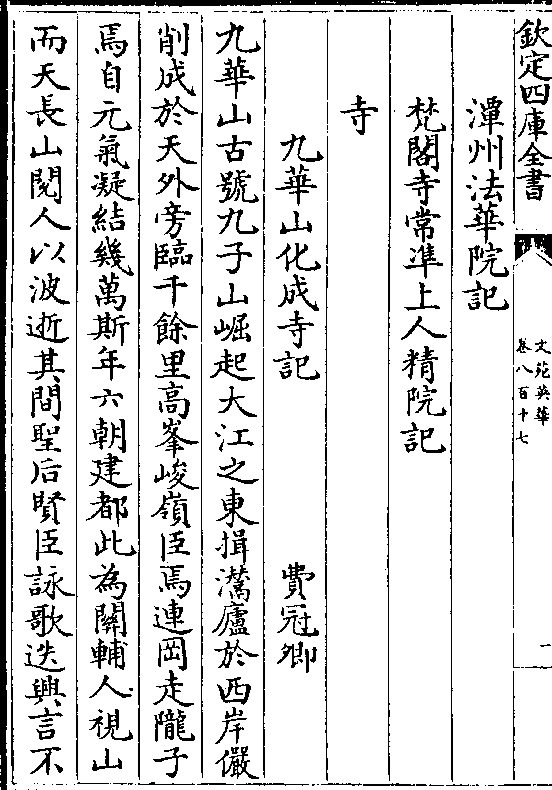 欽定四庫全書
文苑英華
卷八百十七
一
潭州法華院記
梵閣寺常凖上人精院記
寺
九華山化成寺記 費冠卿
九華山古號九子山崛起大江之東揖灊廬於西岸儼
削成於天外旁臨千餘里高峯峻嶺臣焉連岡走隴子
焉自元氣凝結幾萬斯年六朝建都此為關輔人視山
而天長山閱人以波逝其間聖后賢臣詠歌迭興言不